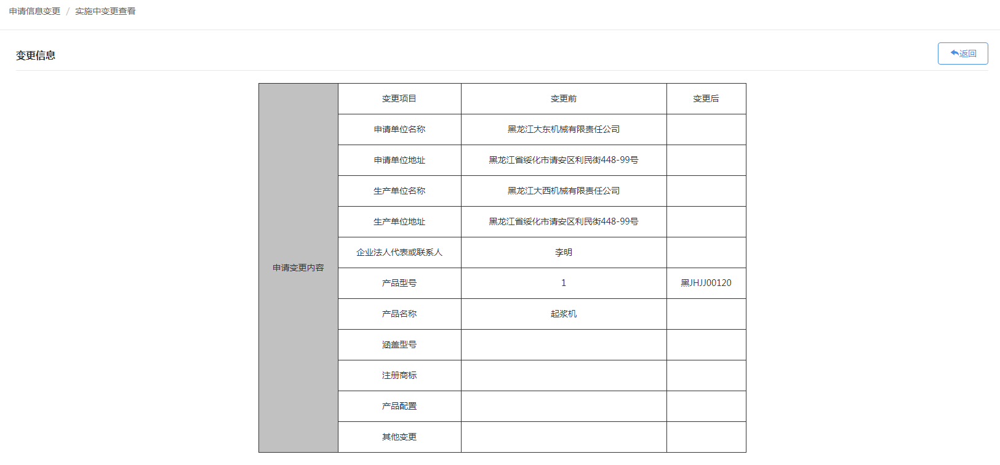 申请信息变更 / 实施中变更查看
变更信息
返回
申请变更内容
变更项目 变更前 变更后
申请单位名称 黑龙江大东机械有限责任公司
申请单位地址 黑龙江省绥化市请安区利民街448-99号
生产单位名称 黑龙江大西机械有限责任公司
生产单位地址 黑龙江省绥化市请安区利民街448-99号
企业法人代表或联系人 李明
产品型号 1 黑JHJJ00120
产品名称 起浆机
涵盖型号
注册商标
产品配置
其他变更